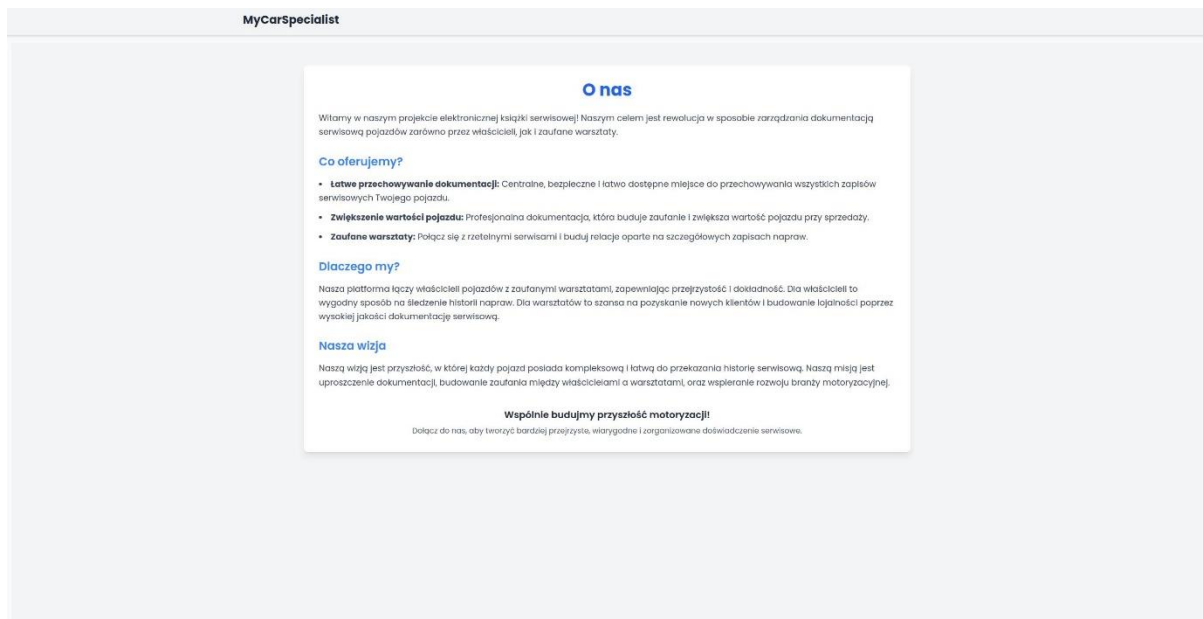 MyCarSpecialist
O nas
Witamy w naszym projekcie elektronicznej książki serwisowej! Naszym celem jest rewolucja w sposobie zarządzania dokumentacją
serwisową pojazdów zarówno przez właścicieli, jak i zaufane warsztaty.
Co oferujemy?
• Łatwe przechowywanie dokumentacji: Centralne, bezpieczne i łatwo dostępne miejsce do przechowywania wszystkich zapisów
serwisowych Twojego pojazdu.
• Zwiększenie wartości pojazdu: Profesjonalna dokumentacja, która buduje zaufanie i zwiększa wartość pojazdu przy sprzedaży.
• Zaufane warsztaty: Połącz się z rzetelnymi serwisami i buduj relacje oparte na szczegółowych zapisach napraw.
Dlaczego my?
Nasza platforma łączy właścicieli pojazdów z zaufanymi warsztatami, zapewniając przejrzystość i dokładność. Dla właścicieli to
wygodny sposób na śledzenie historii napraw. Dla warsztatów to szansa na pozyskanie nowych klientów i budowanie lojalności poprzez
wysokiej jakości dokumentację serwisową.
Nasza wizja
Naszą wizją jest przyszłość, w której każdy pojazd posiada kompleksową i łatwą do przekazania historię serwisową. Naszą misją jest
uproszczenie dokumentacji, budowanie zaufania między właścicielami a warsztatami, oraz wspieranie rozwoju branży motoryzacyjnej.
Wspólnie budujmy przyszłość motoryzacji!
Dołącz do nas, aby tworzyć bardziej przejrzyste, wiarygodne i zorganizowane doświadczenie serwisowe.